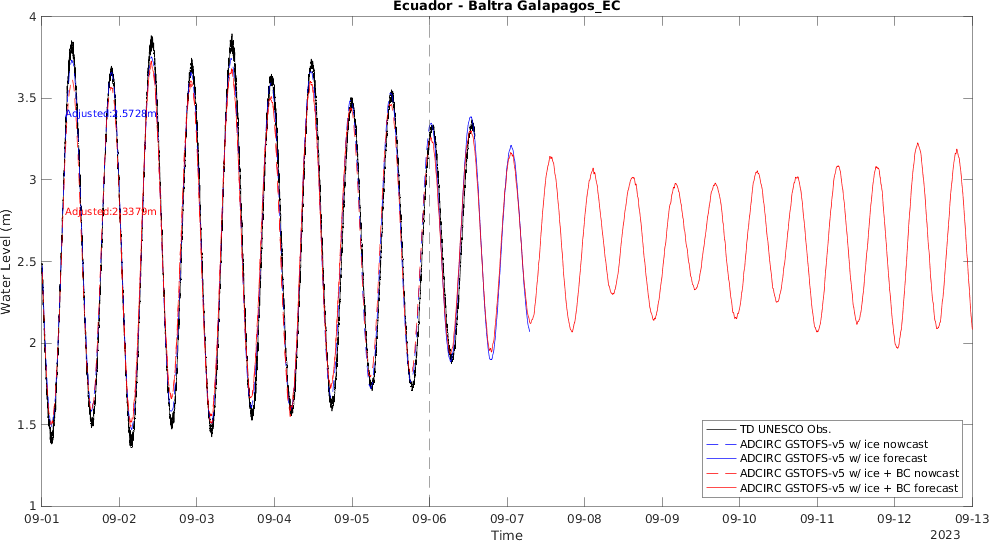 Ecuador - Baltra Galapagos_EC
4
3.5
3
2.5
2
1.5
1
Water Level (m)
Adjusted:2.5728m
Adjusted:2.3379m
TD UNESCO Obs.
ADCIRC GSTOFS-v5 w/ ice nowcast
ADCIRC GSTOFS-v5 w/ ice forecast
ADCIRC GSTOFS-v5 w/ ice + BC nowcast
ADCIRC GSTOFS-v5 w/ ice + BC forecast
09-01 09-02 09-03 09-04 09-05 09-06 09-07 09-08 09-09 09-10 09-11 09-12 09-13
Time
2023